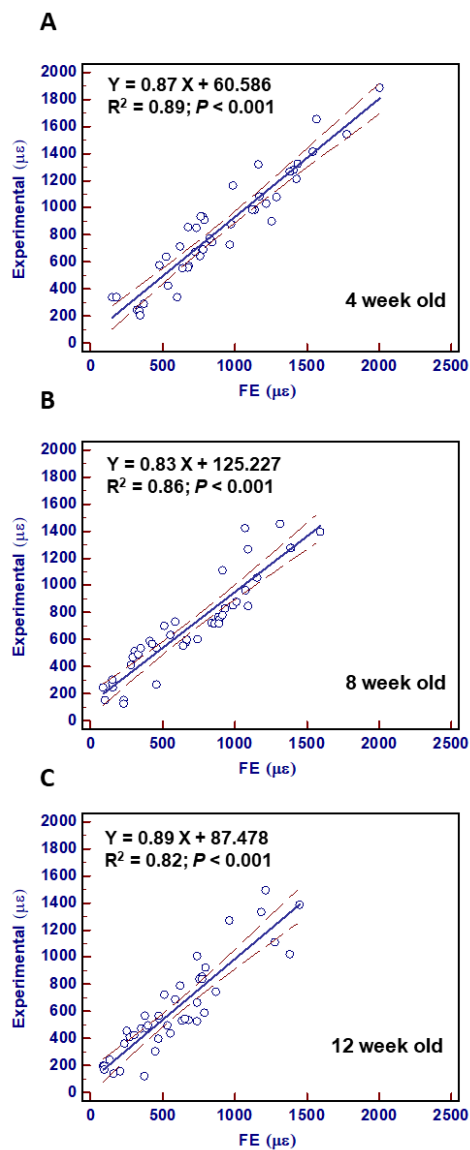 A
Y = 0.87 X + 60.586
R² = 0.89; P < 0.001
2000
1800
1600
1400
1200
1000
800
600
400
200
0
Experimental (με)
4 week old
0 500 1000 1500 2000 2500
FE (με)
B
Y = 0.83 X + 125.227
R² = 0.86; P < 0.001
2000
1800
1600
1400
1200
1000
800
600
400
200
0
Experimental (με)
8 week old
0 500 1000 1500 2000 2500
FE (με)
C
Y = 0.89 X + 87.478
R² = 0.82; P < 0.001
2000
1800
1600
1400
1200
1000
800
600
400
200
0
Experimental (με)
12 week old
0 500 1000 1500 2000 2500
FE (με)